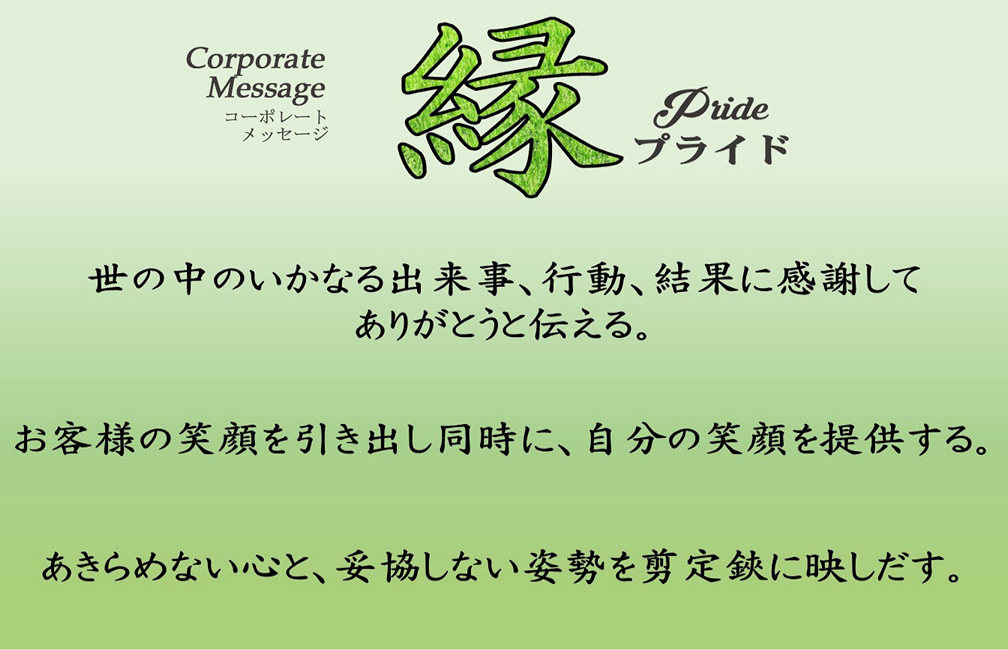 Corporate
Message
コーポレート
メッセージ
縁
Pride
プライド
世の中のいかなる出来事、行動、結果に感謝して
ありがとうと伝える。
お客様の笑顔を引き出し同時に、自分の笑顔を提供する。
あきらめない心と、妥協しない姿勢を剪定鋏に映しだす。